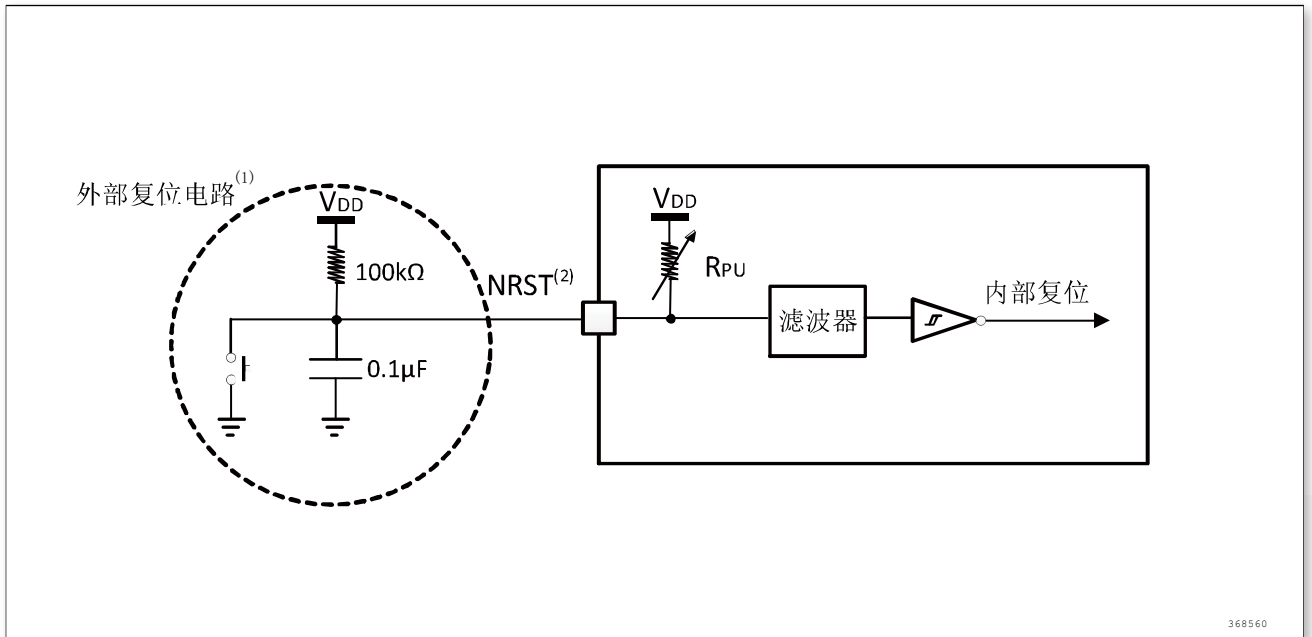 外部复位电路(1)
VDD
100kΩ
0.1μF
NRST(2)
VDD
RPU
滤波器
内部复位
368560